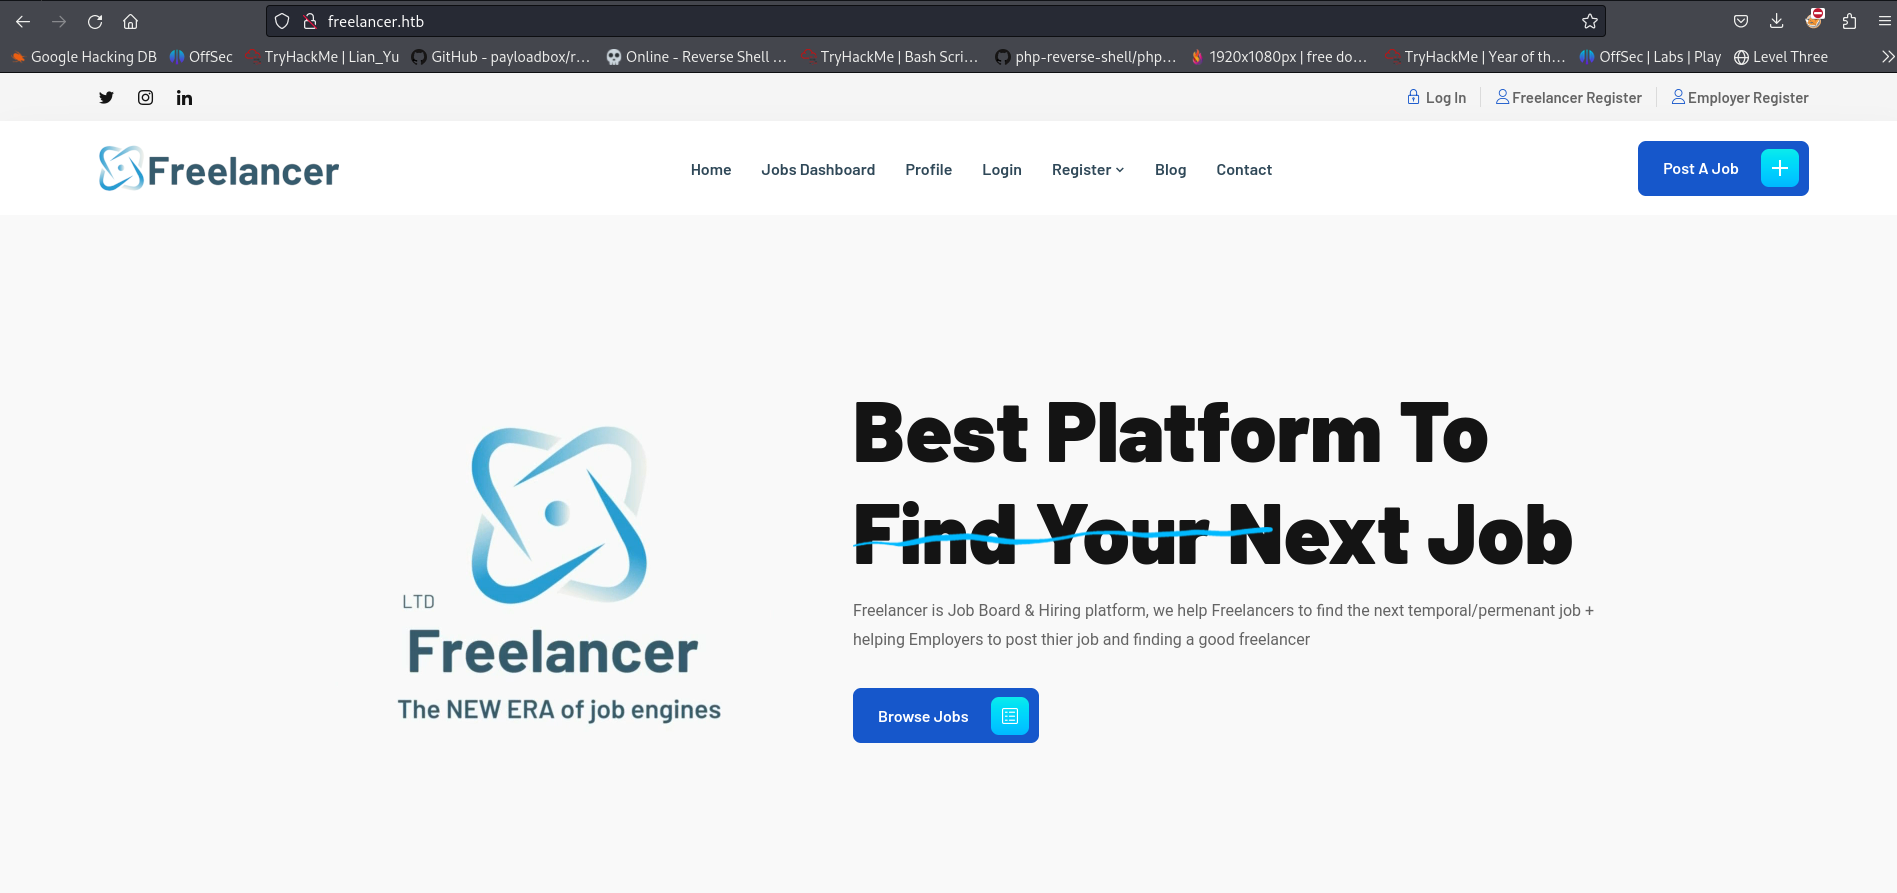 freelancer.htb
Google Hacking DB OffSec TryHackMe | Lian_Yu GitHub - payloadbox/r... Online - Reverse Shell ... TryHackMe | Bash Scri... php-reverse-shell/php... 1920x1080px | free do... TryHackMe | Year of th... OffSec | Labs | Play Level Three
Log In Freelancer Register Employer Register
Freelancer Home Jobs Dashboard Profile Login Register Blog Contact Post A Job
Best Platform To
Find Your Next Job
Freelancer is Job Board & Hiring platform, we help Freelancers to find the next temporal/permenant job +
helping Employers to post thier job and finding a good freelancer
Browse Jobs
LTD
Freelancer
The NEW ERA of job engines